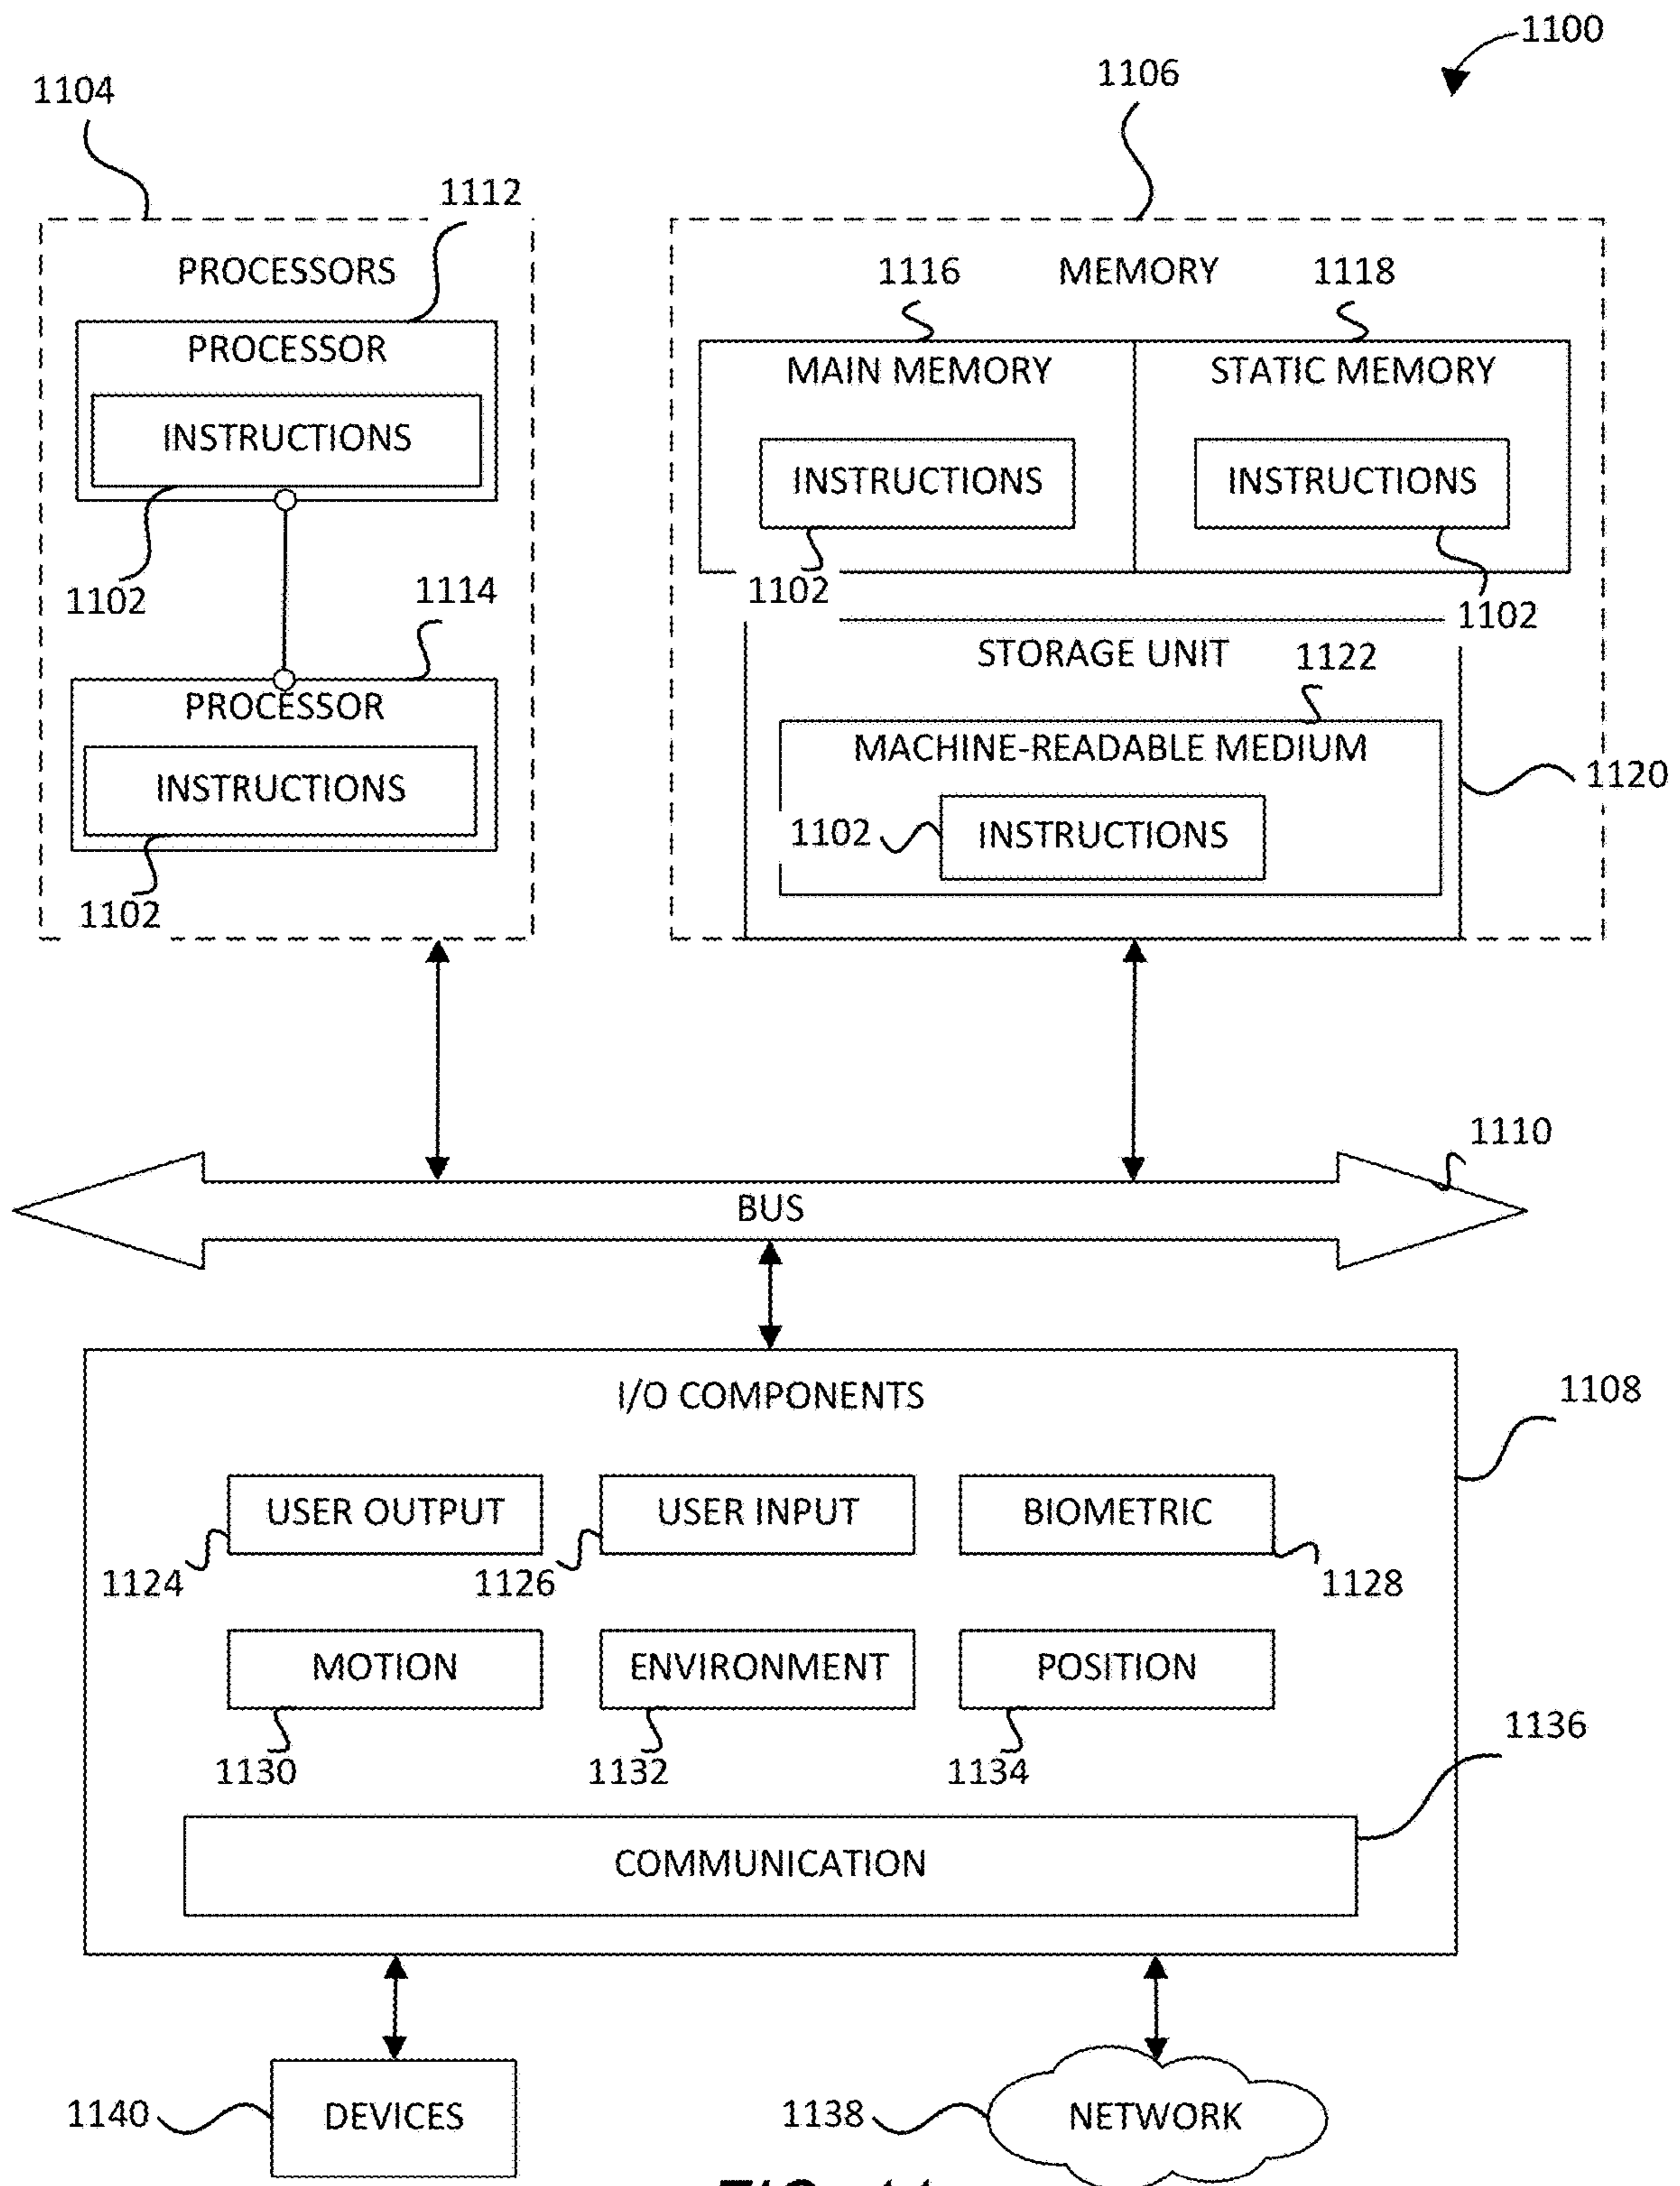 1100
1104
1106
1112
PROCESSORS
1116
MEMORY
1118
PROCESSOR
MAIN MEMORY
STATIC MEMORY
INSTRUCTIONS
INSTRUCTIONS
INSTRUCTIONS
1102
1114
1102
1102
STORAGE UNIT
1122
PROCESSOR
MACHINE-READABLE MEDIUM
1120
INSTRUCTIONS
1102
INSTRUCTIONS
1102
1110
BUS
I/O COMPONENTS
1108
USER OUTPUT
USER INPUT
BIOMETRIC
1124
1126
1128
MOTION
ENVIRONMENT
POSITION
1136
1130
1132
1134
COMMUNICATION
1140
DEVICES
1138
NETWORK